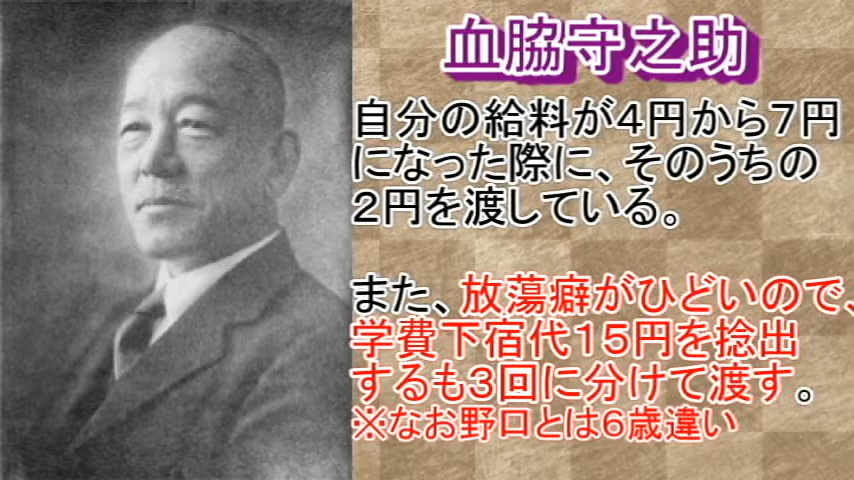 血脇守之助
自分の給料が４円から７円
になった際に、そのうちの
２円を渡している。
また、放蕩癖がひどいので、
学費下宿代１５円を捻出
するも３回に分けて渡す。
※なお野口とは６歳違い